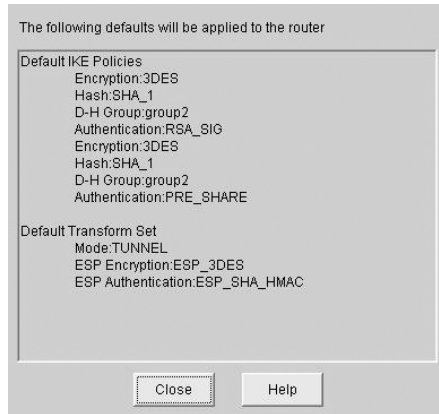 The following defaults will be applied to the router
Default IKE Policies
Encryption:3DES
Hash:SHA_1
D-H Group:group2
Authentication:RSA_SIG
Encryption:3DES
Hash:SHA_1
D-H Group:group2
Authentication:PRE_SHARE
Default Transform Set
Mode:TUNNEL
ESP Encryption:ESP_3DES
ESP Authentication:ESP_SHA_HMAC
Close
Help